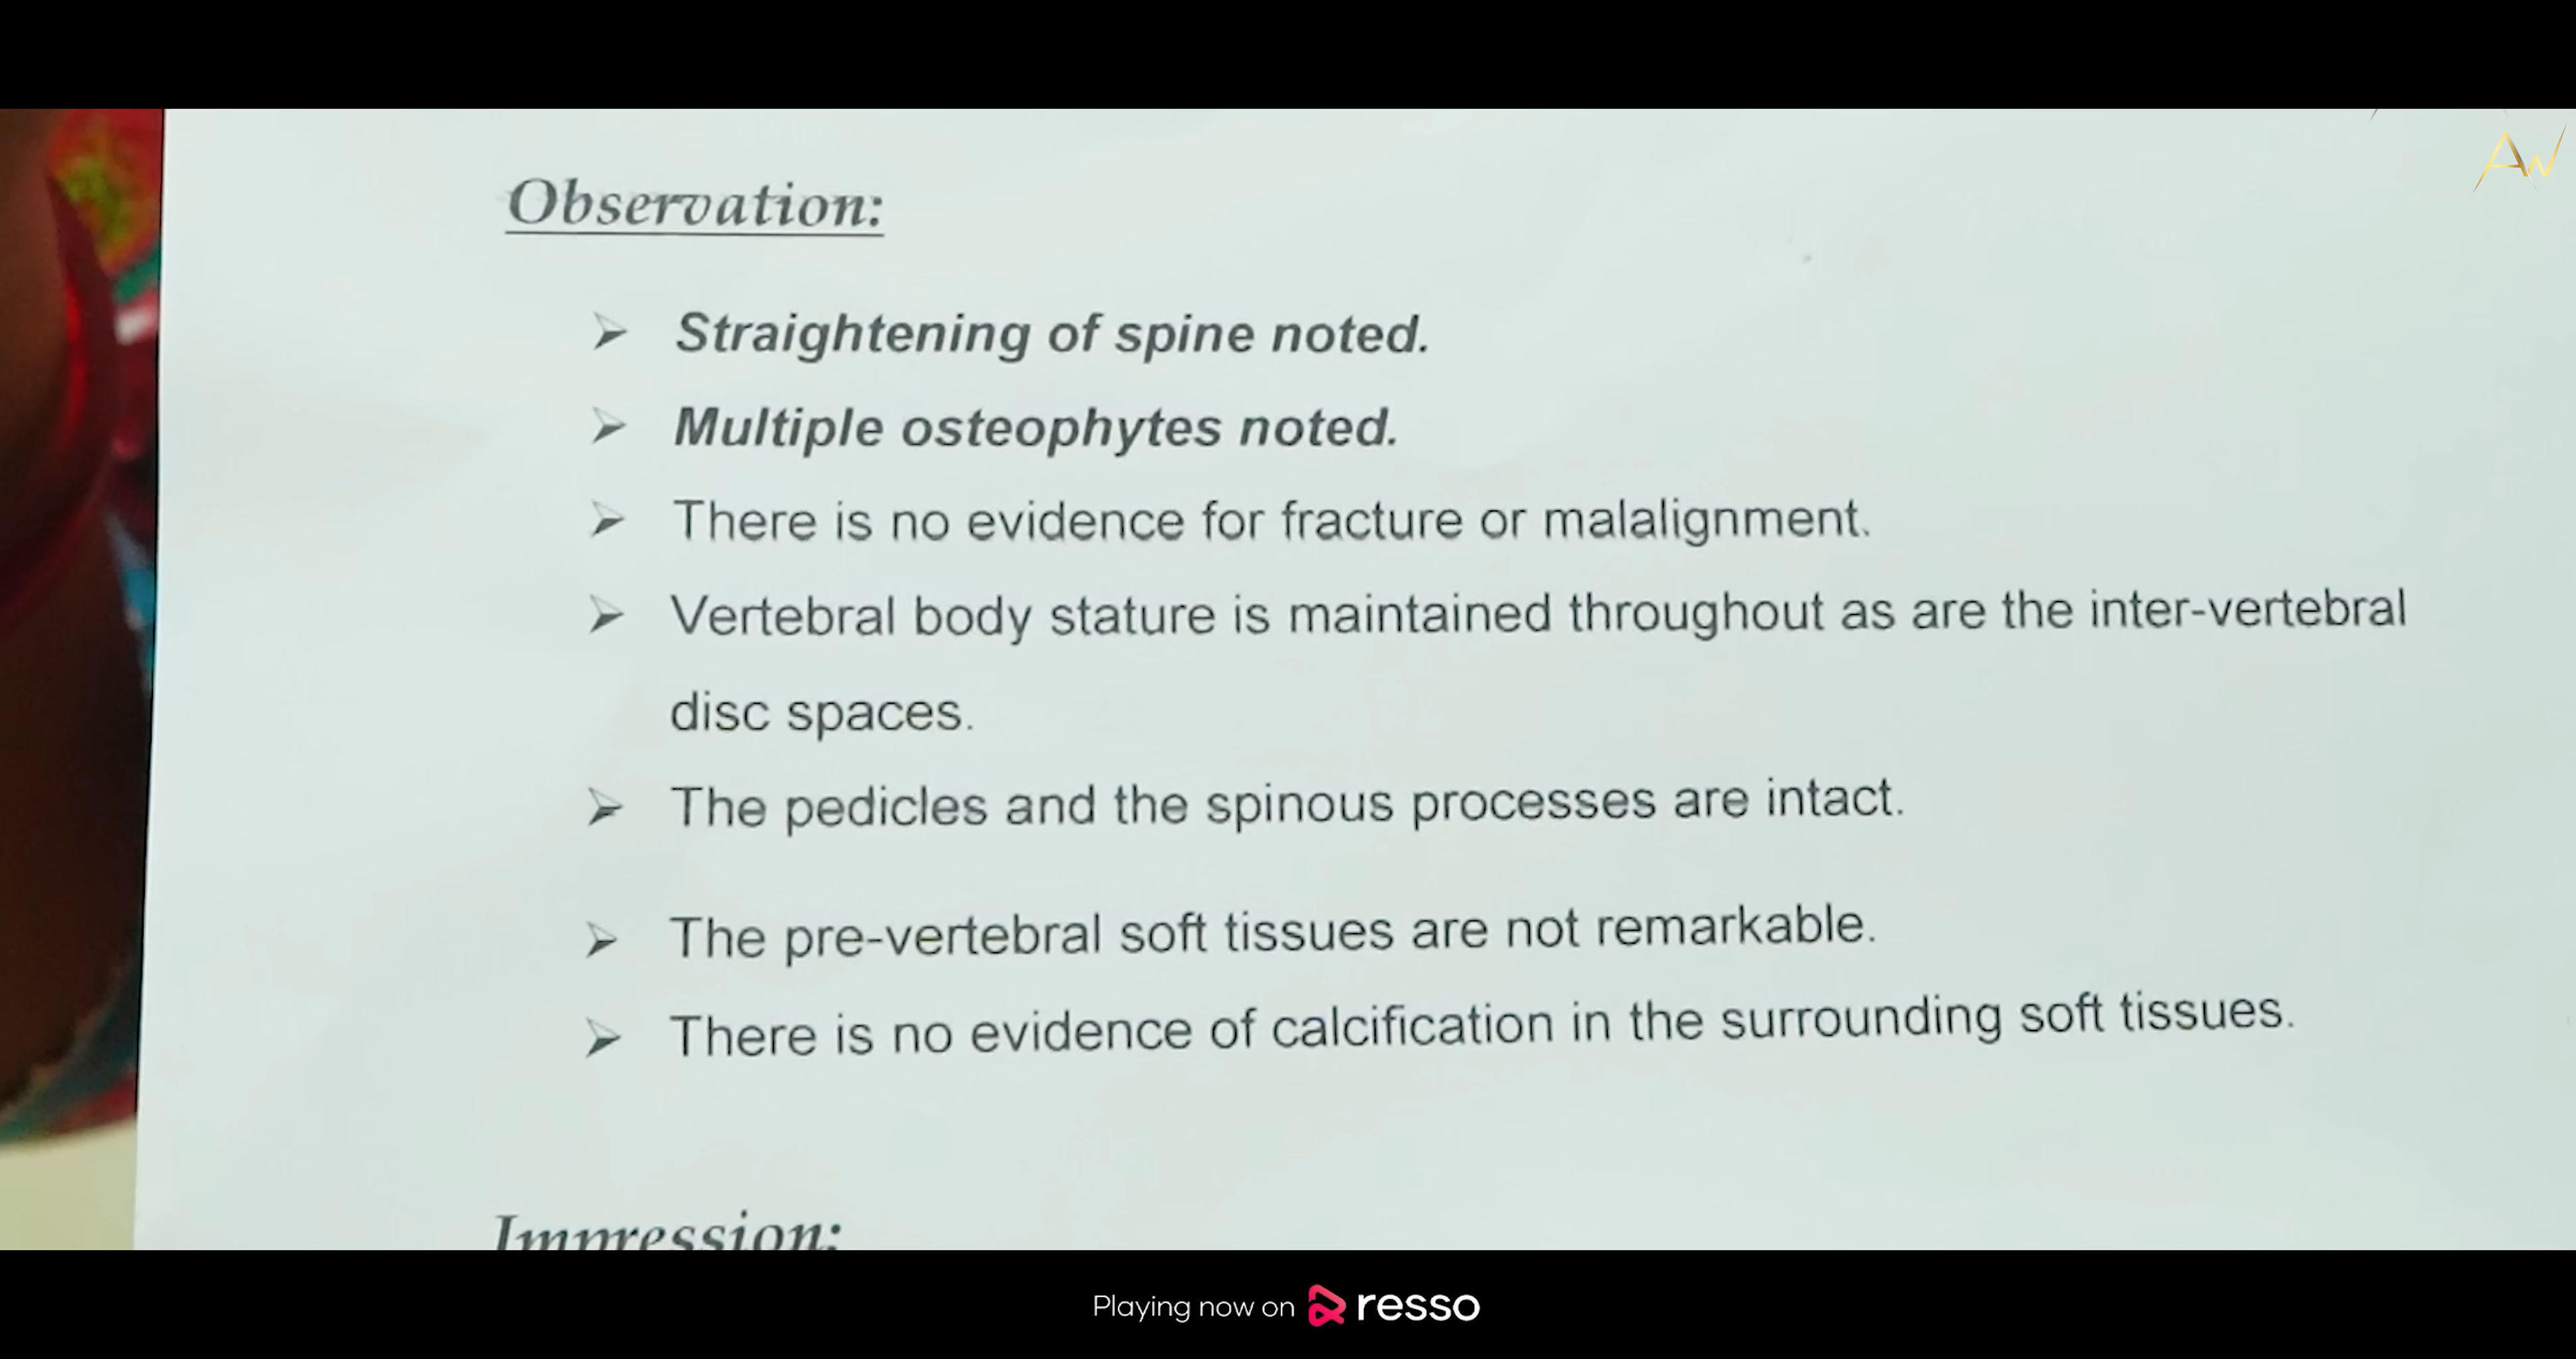 AW
Observation:
➢ Straightening of spine noted.
➢ Multiple osteophytes noted.
➢ There is no evidence for fracture or malalignment.
➢ Vertebral body stature is maintained throughout as are the inter-vertebral
disc spaces.
➢ The pedicles and the spinous processes are intact.
➢ The pre-vertebral soft tissues are not remarkable.
➢ There is no evidence of calcification in the surrounding soft tissues.
Impression:
Playing now on resso